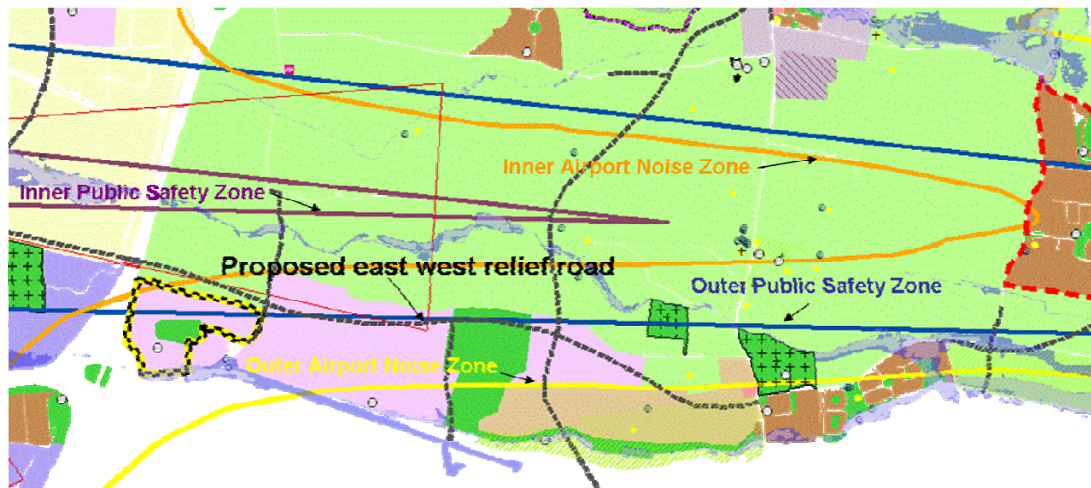 Inner Airport Noise Zone
Inner Public Safety Zone
Proposed east west relief road
Outer Public Safety Zone
Outer Airport Noise Zone